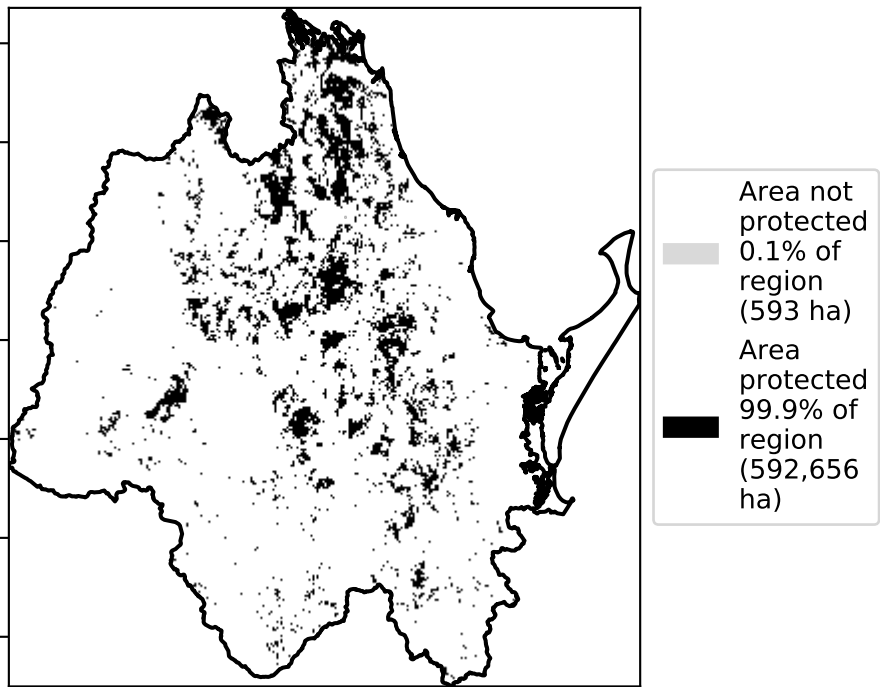 Area not
protected
0.1% of
region
(593 ha)
Area
protected
99.9% of
region
(592,656
ha)